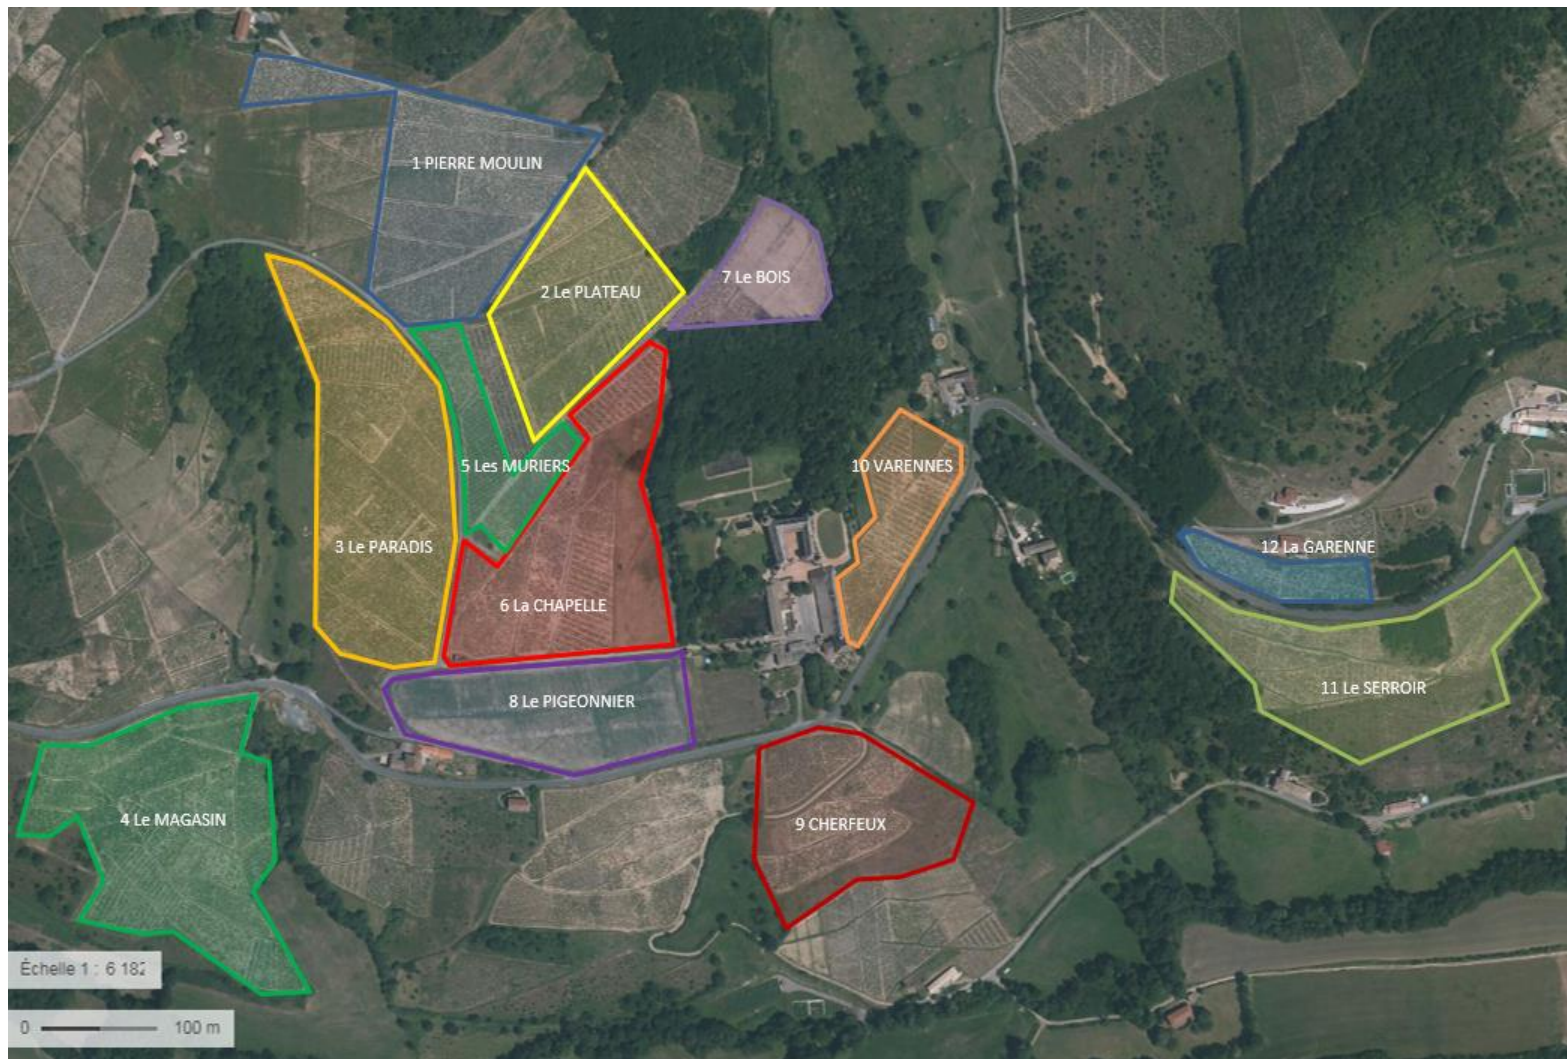 1 PIERRE MOULIN
2 Le PLATEAU
7 Le BOIS
5 Les MURIERS
10 VARENNES
3 Le PARADIS
12 La GARENNE
6 La CHAPELLE
11 Le SERROIR
8 Le PIGEONNIER
4 Le MAGASIN
9 CHERFEUX
Échelle 1 : 6 182
0 100 m